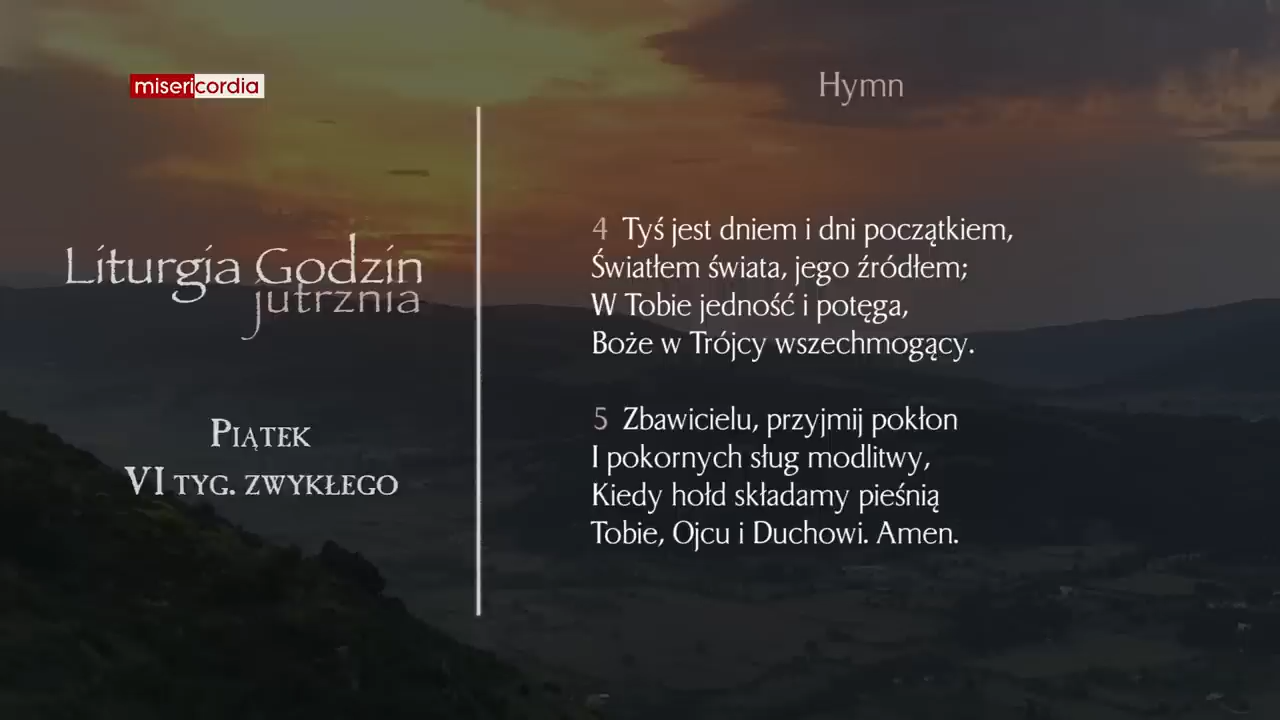 misericordia
Liturgia Godzin
jutrznia
Piątek
VI tyg. zwykłego
Hymn
4 Tyś jest dniem i dni początkiem,
Światłem świata, jego źródłem;
W Tobie jedność i potęga,
Boże w Trójcy wszechmogący.
5 Zbawicielu, przyjmij pokłon
I pokornych sług modlitwy,
Kiedy hołd składamy pieśnią
Tobie, Ojcu i Duchowi. Amen.